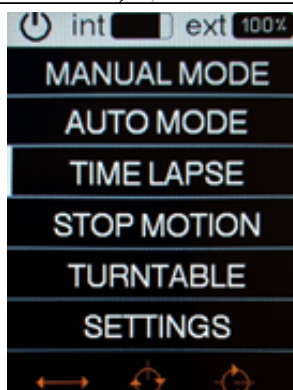 int ext 100%
MANUAL MODE
AUTO MODE
TIME LAPSE
STOP MOTION
TURNTABLE
SETTINGS